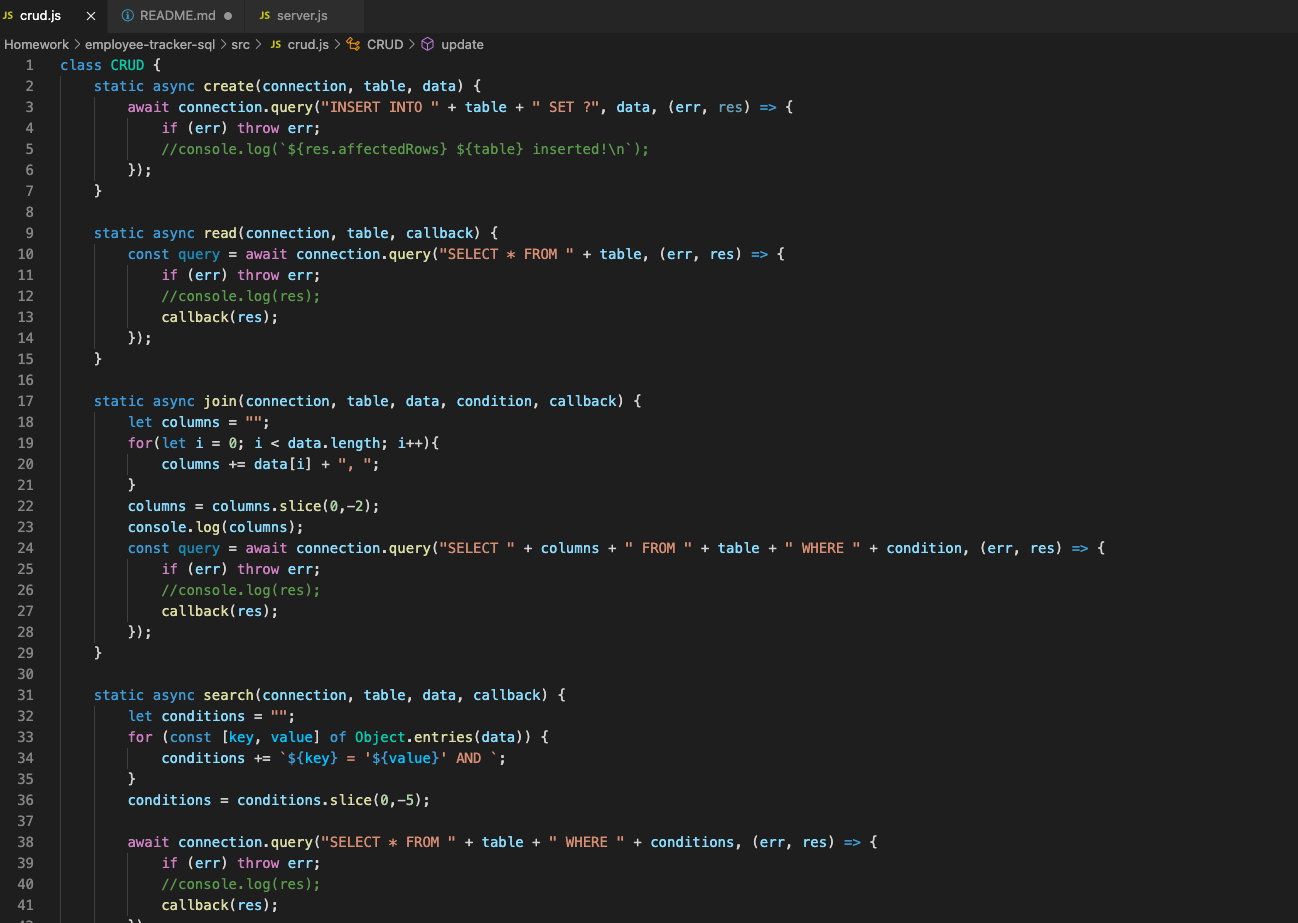 JS crud.js × README.md ● JS server.js
Homework > employee-tracker-sql > src > JS crud.js > CRUD > update
1 class CRUD {
2     static async create(connection, table, data) {
3         await connection.query("INSERT INTO " + table + " SET ?", data, (err, res) => {
4             if (err) throw err;
5             //console.log(`${res.affectedRows} ${table} inserted!\n`);
6         });
7     }
8
9     static async read(connection, table, callback) {
10         const query = await connection.query("SELECT * FROM " + table, (err, res) => {
11             if (err) throw err;
12             //console.log(res);
13             callback(res);
14         });
15     }
16
17     static async join(connection, table, data, condition, callback) {
18         let columns = "";
19         for(let i = 0; i < data.length; i++){
20             columns += data[i] + ", ";
21         }
22         columns = columns.slice(0,-2);
23         console.log(columns);
24         const query = await connection.query("SELECT " + columns + " FROM " + table + " WHERE " + condition, (err, res) => {
25             if (err) throw err;
26             //console.log(res);
27             callback(res);
28         });
29     }
30
31     static async search(connection, table, data, callback) {
32         let conditions = "";
33         for (const [key, value] of Object.entries(data)) {
34             conditions += `${key} = '${value}' AND `;
35         }
36         conditions = conditions.slice(0,-5);
37
38         await connection.query("SELECT * FROM " + table + " WHERE " + conditions, (err, res) => {
39             if (err) throw err;
40             //console.log(res);
41             callback(res);